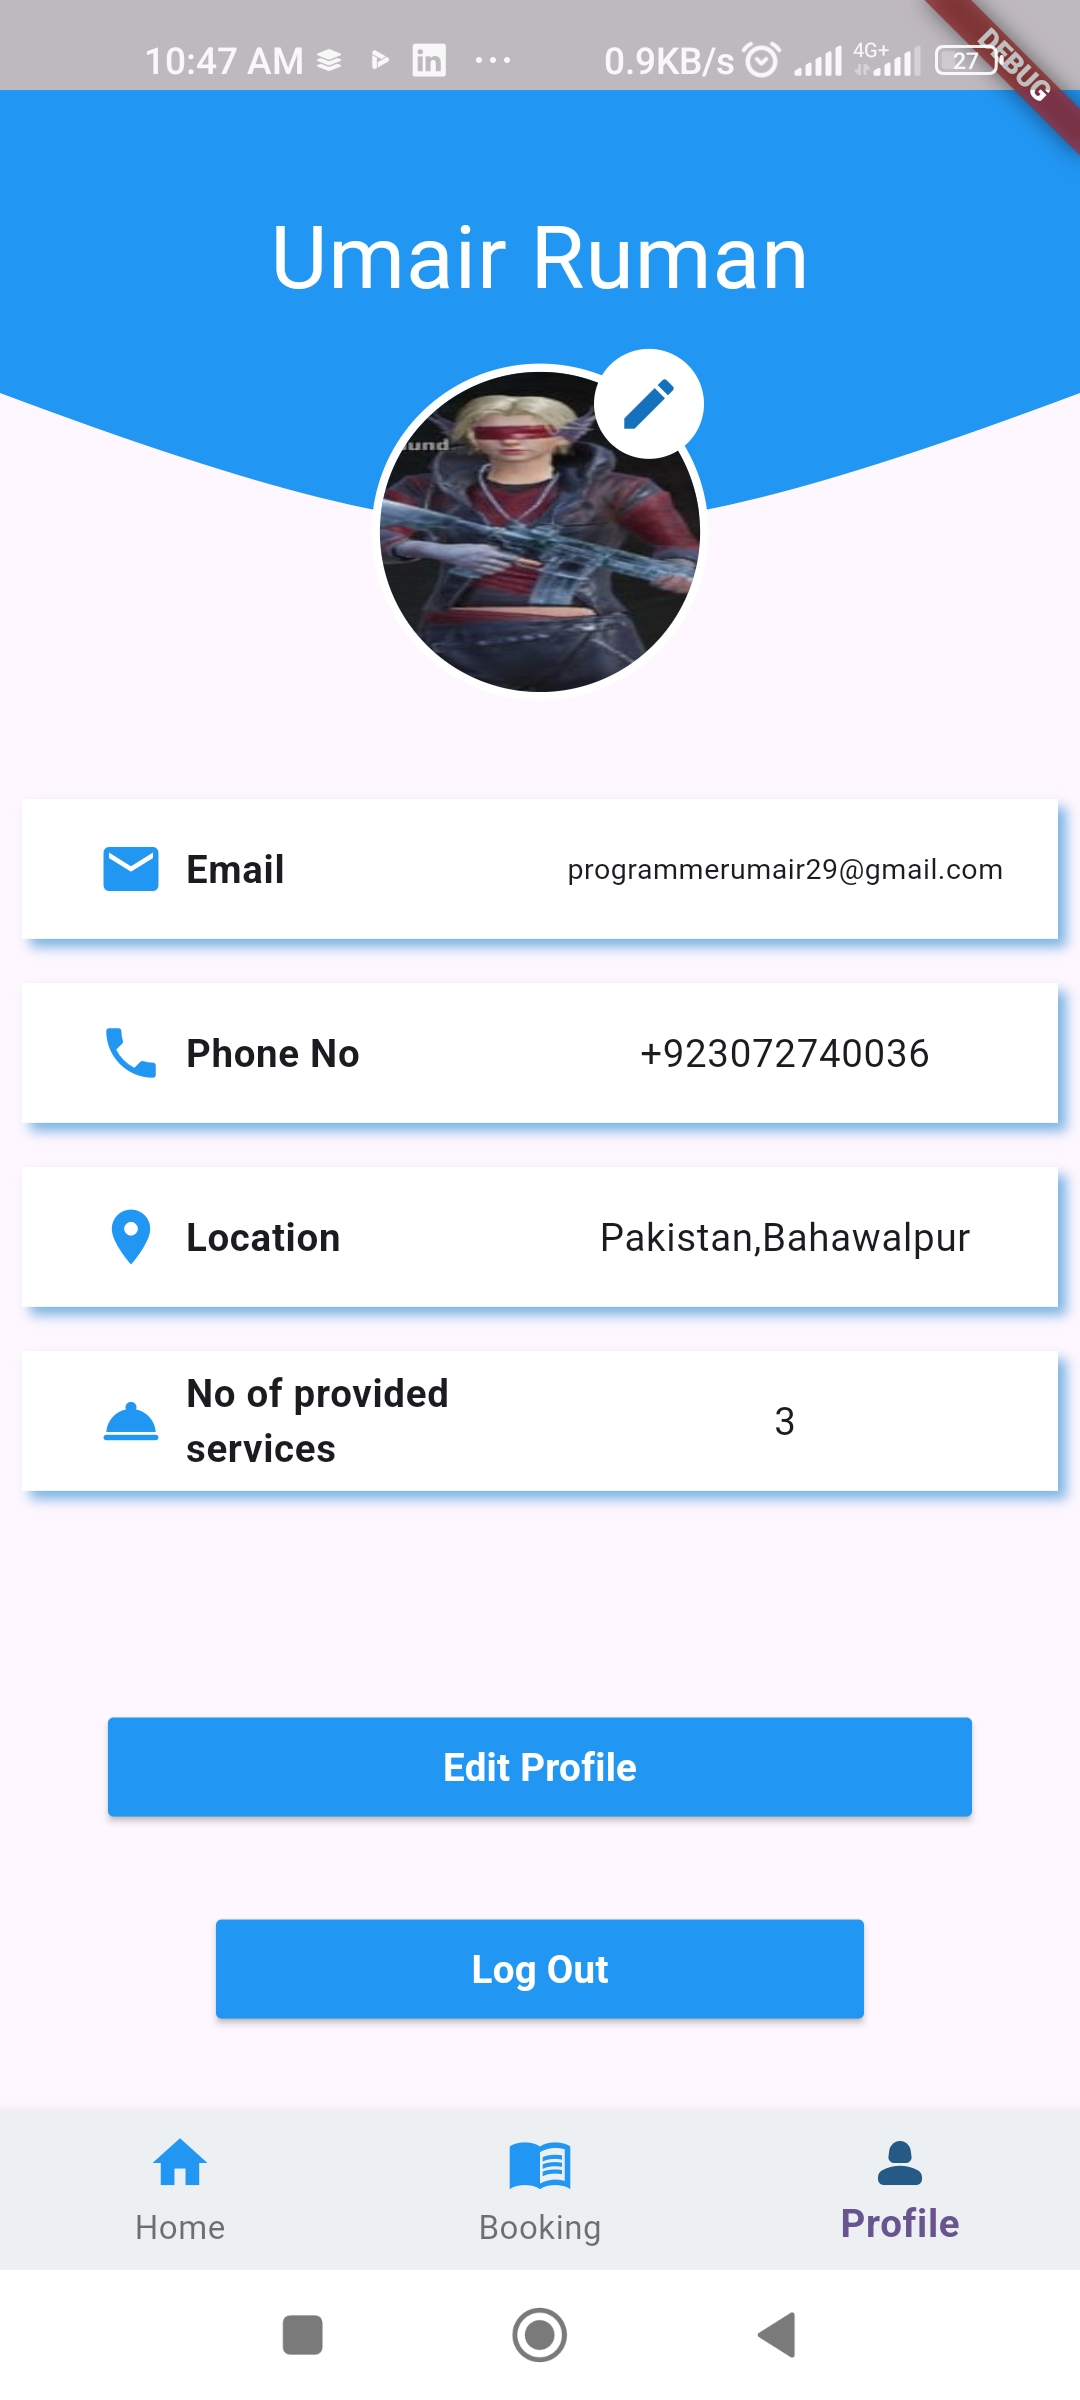 10:47 AM
0.9KB/s
4G+
27
DEBUG
Umair Ruman
und
Email
programmerumair29@gmail.com
Phone No
+923072740036
Location
Pakistan,Bahawalpur
No of provided
services
3
Edit Profile
Log Out
Home
Booking
Profile